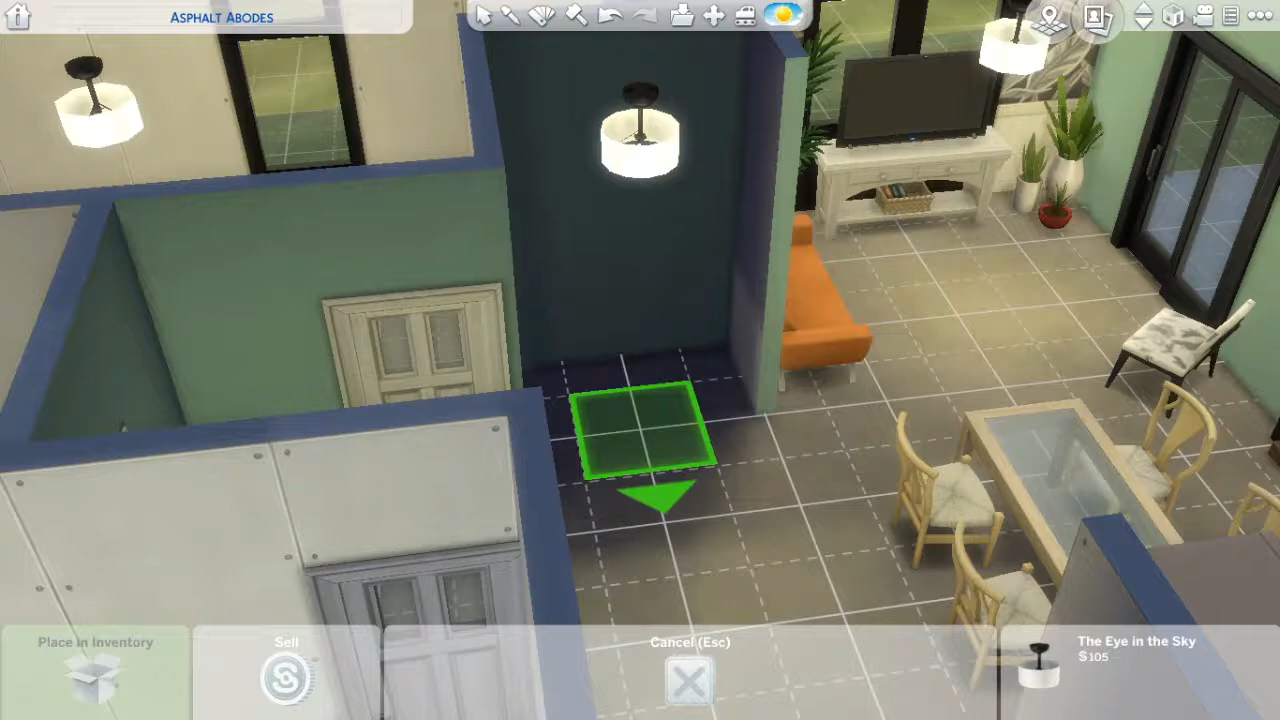 Asphalt Abodes
Place in Inventory
Sell
Cancel (Esc)
The Eye in the Sky
§105